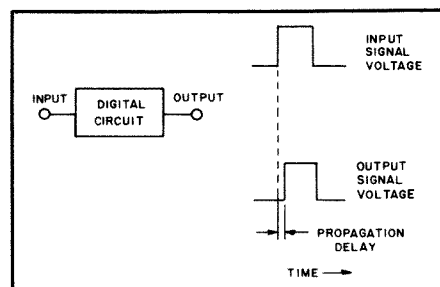 INPUT
DIGITAL
CIRCUIT
OUTPUT
INPUT
SIGNAL
VOLTAGE
OUTPUT
SIGNAL
VOLTAGE
PROPAGATION
DELAY
TIME